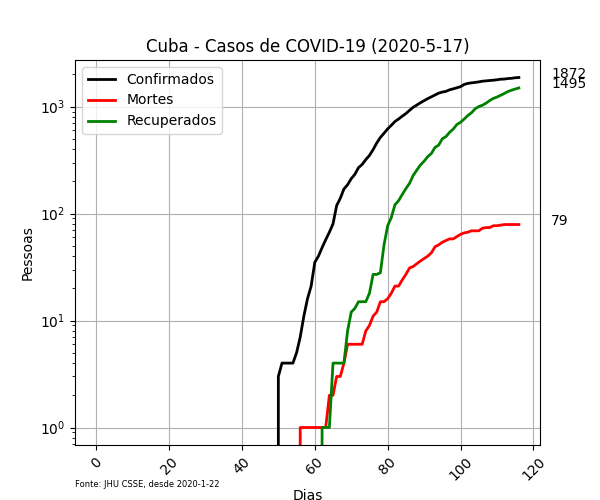 Cuba - Casos de COVID-19 (2020-5-17)
Confirmados
Mortes
Recuperados
1872
1495
79
10³
10²
10¹
10⁰
Pessoas
0 20 40 60 80 100 120
Fonte: JHU CSSE, desde 2020-1-22
Dias